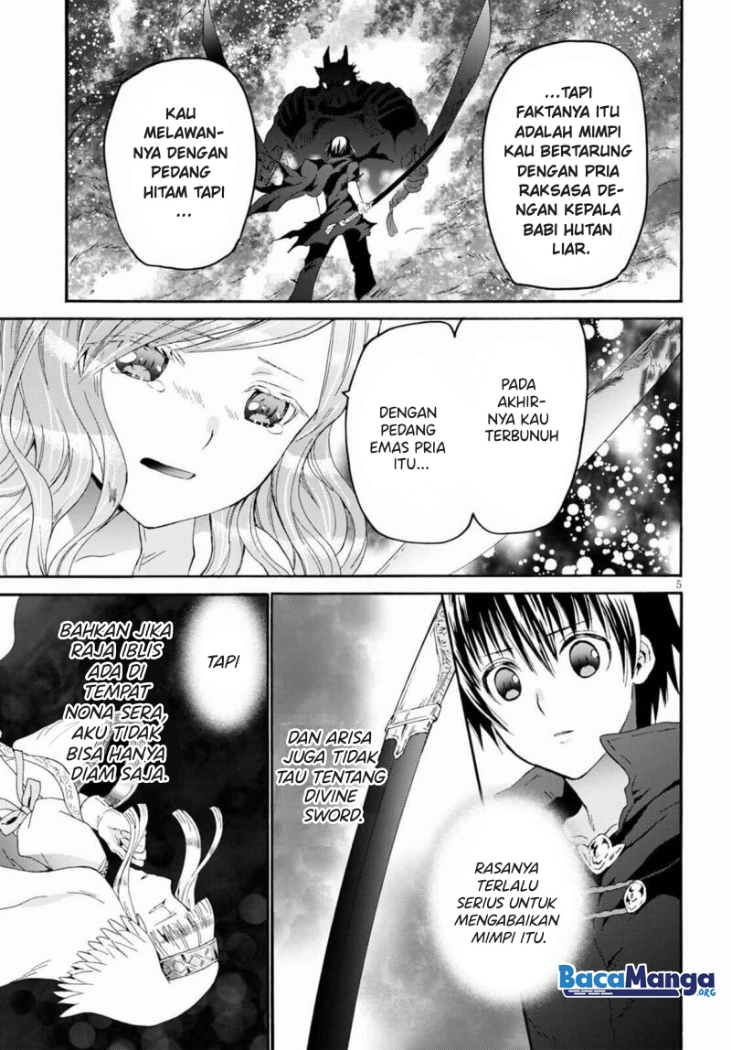 ...TAPI
FAKTANYA ITU
ADALAH MIMPI
KAU BERTARUNG
DENGAN PRIA
RAKSASA DE-
NGAN KEPALA
BABI HUTAN
LIAR.
KAU
MELAWAN-
NYA DENGAN
PEDANG
HITAM TAPI
...
PADA
AKHIR-
NYA KAU
TERBUNUH
DENGAN
PEDANG
EMAS PRIA
ITU...
5
RASANYA
TERLALU
SERIUS UNTUK
MENGABAIKAN
MIMPI ITU.
DAN ARISA
JUGA TIDAK
TAU TENTANG
DIVINE
SWORD.
TAPI
BAHKAN JIKA
RAJA IBLIS
ADA DI
TEMPAT
NONA SERA,
AKU TIDAK
BISA HANYA
DIAM SAJA.
BacaManga
.ORG